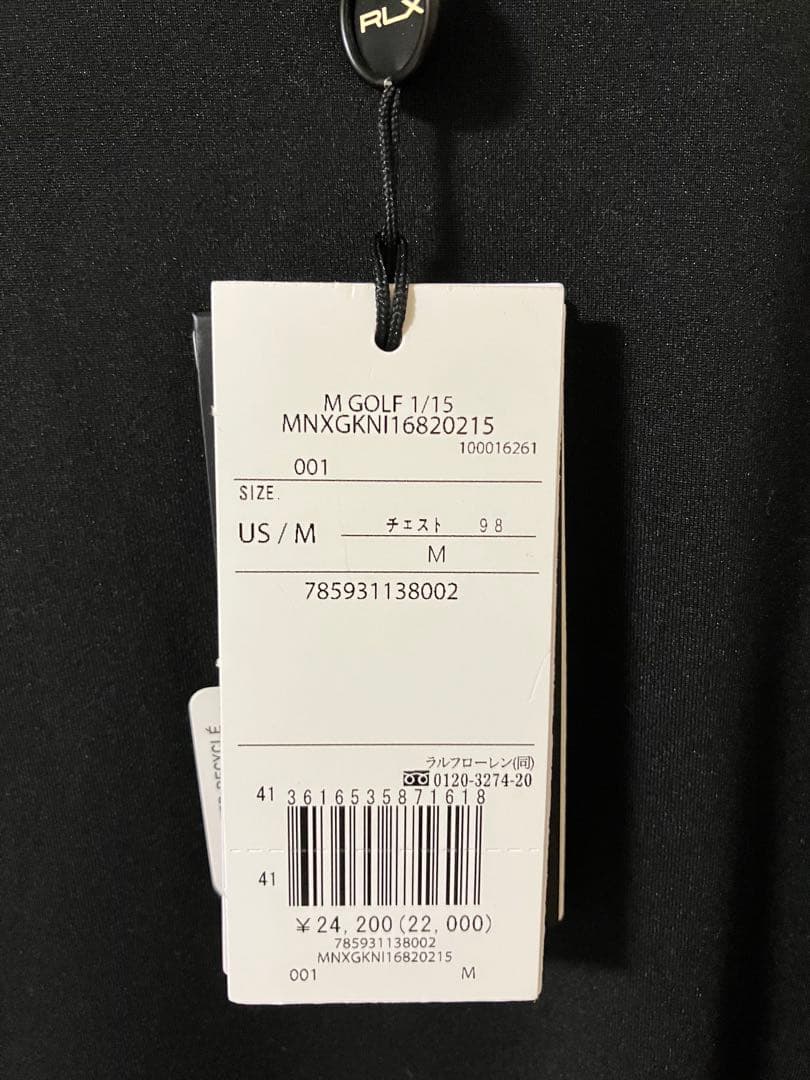 RLX
M GOLF 1/15
MNXGKNI16820215
100016261
001
SIZE.
US / M
チェスト 98
M
785931138002
RECYCLÉ
ラルフローレン(同)
0120-3274-20
41 3616535871618
41
¥ 24, 200 (22, 000)
785931138002
MNXGKNI16820215
001 M